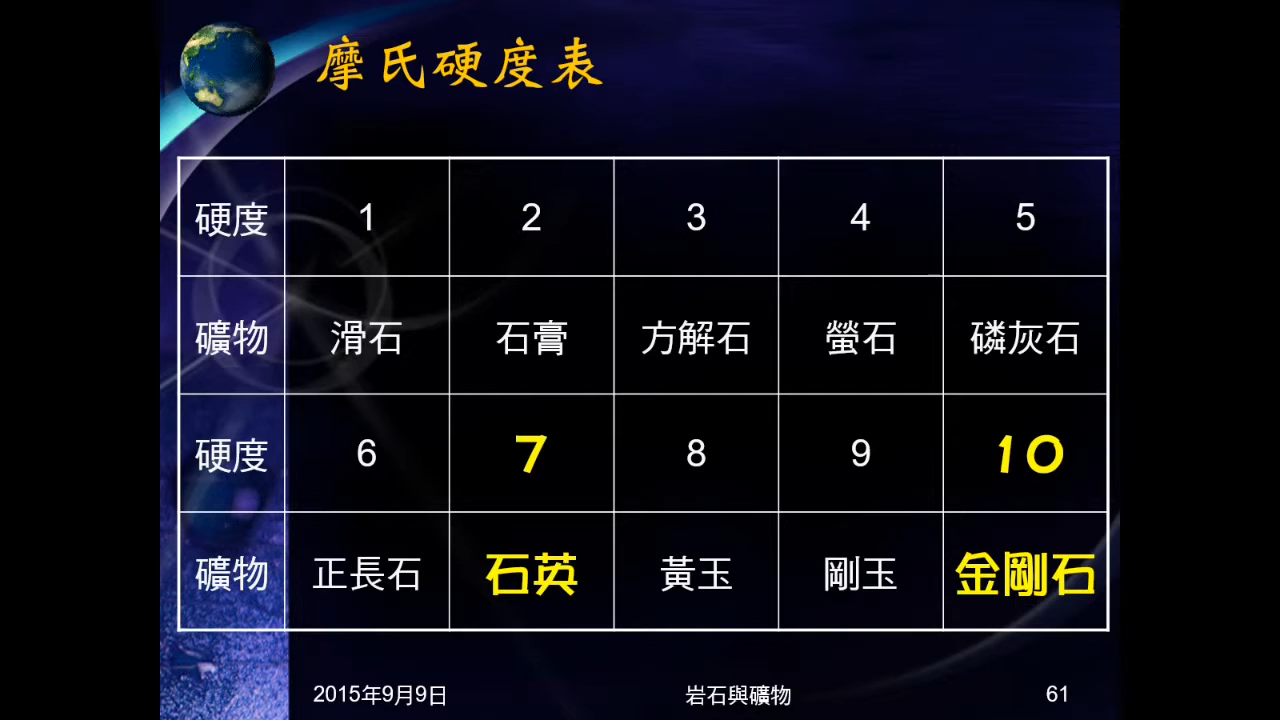 摩氏硬度表
硬度 1 2 3 4 5
礦物 滑石 石膏 方解石 螢石 磷灰石
硬度 6 7 8 9 10
礦物 正長石 石英 黃玉 剛玉 金剛石
2015年9月9日 岩石與礦物 61